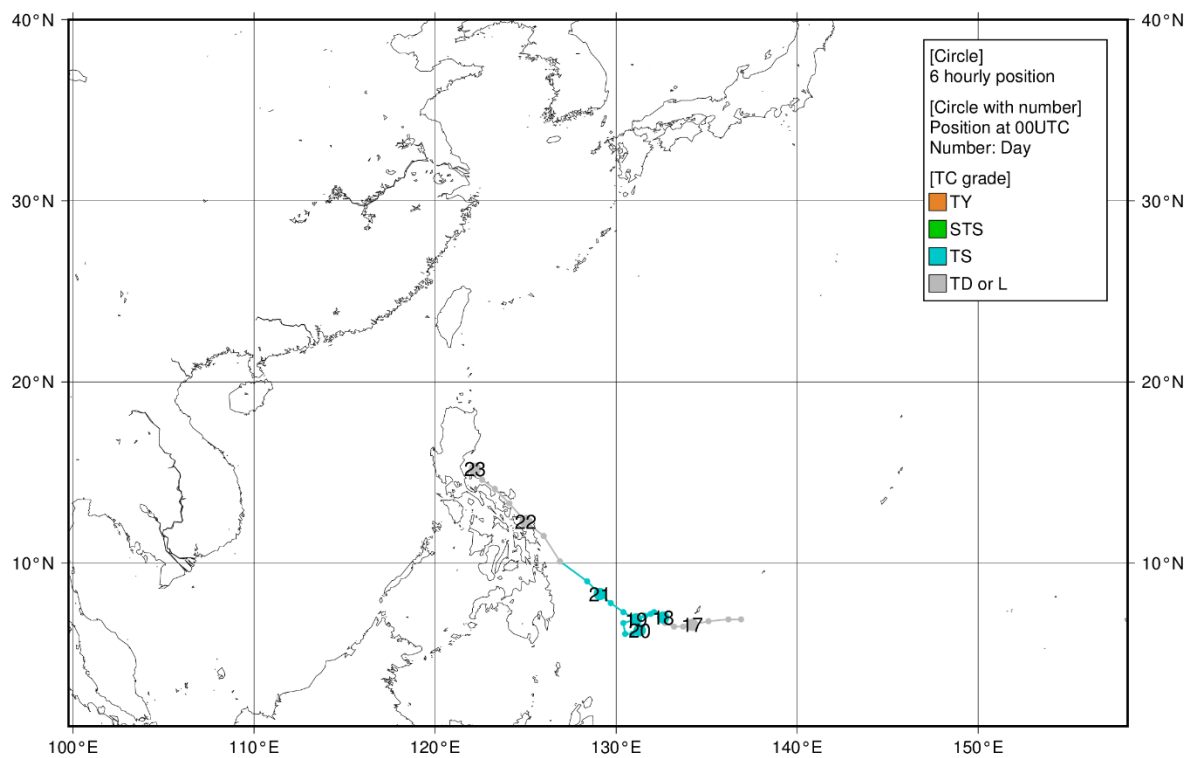 40°N
40°N
[Circle]
6 hourly position
[Circle with number]
Position at 00UTC
Number: Day
[TC grade]
TY
STS
TS
TD or L
30°N
30°N
20°N
20°N
23
22
10°N
10°N
21
19
18
20
17
100°E
110°E
120°E
130°E
140°E
150°E